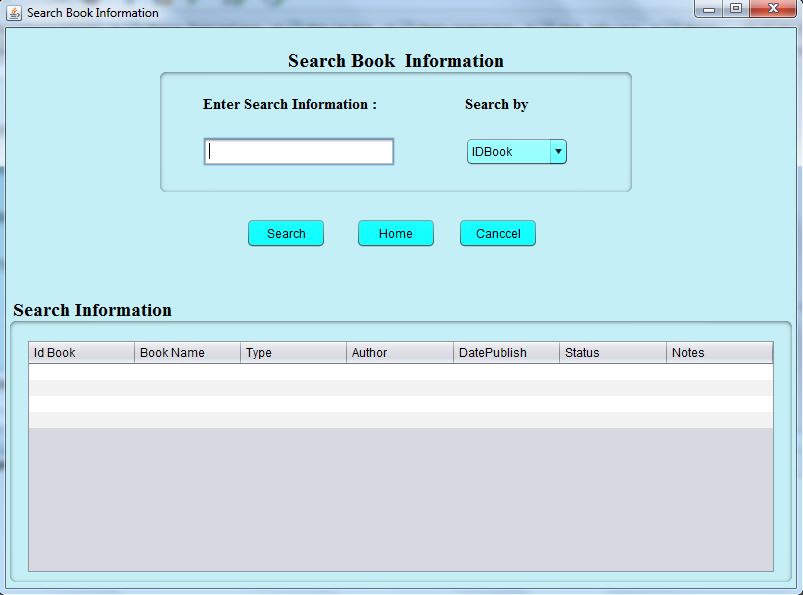 Search Book Information
Search Book Information
Enter Search Information : Search by
IDBook
Search Home Canccel
Search Information
Id Book Book Name Type Author DatePublish Status Notes